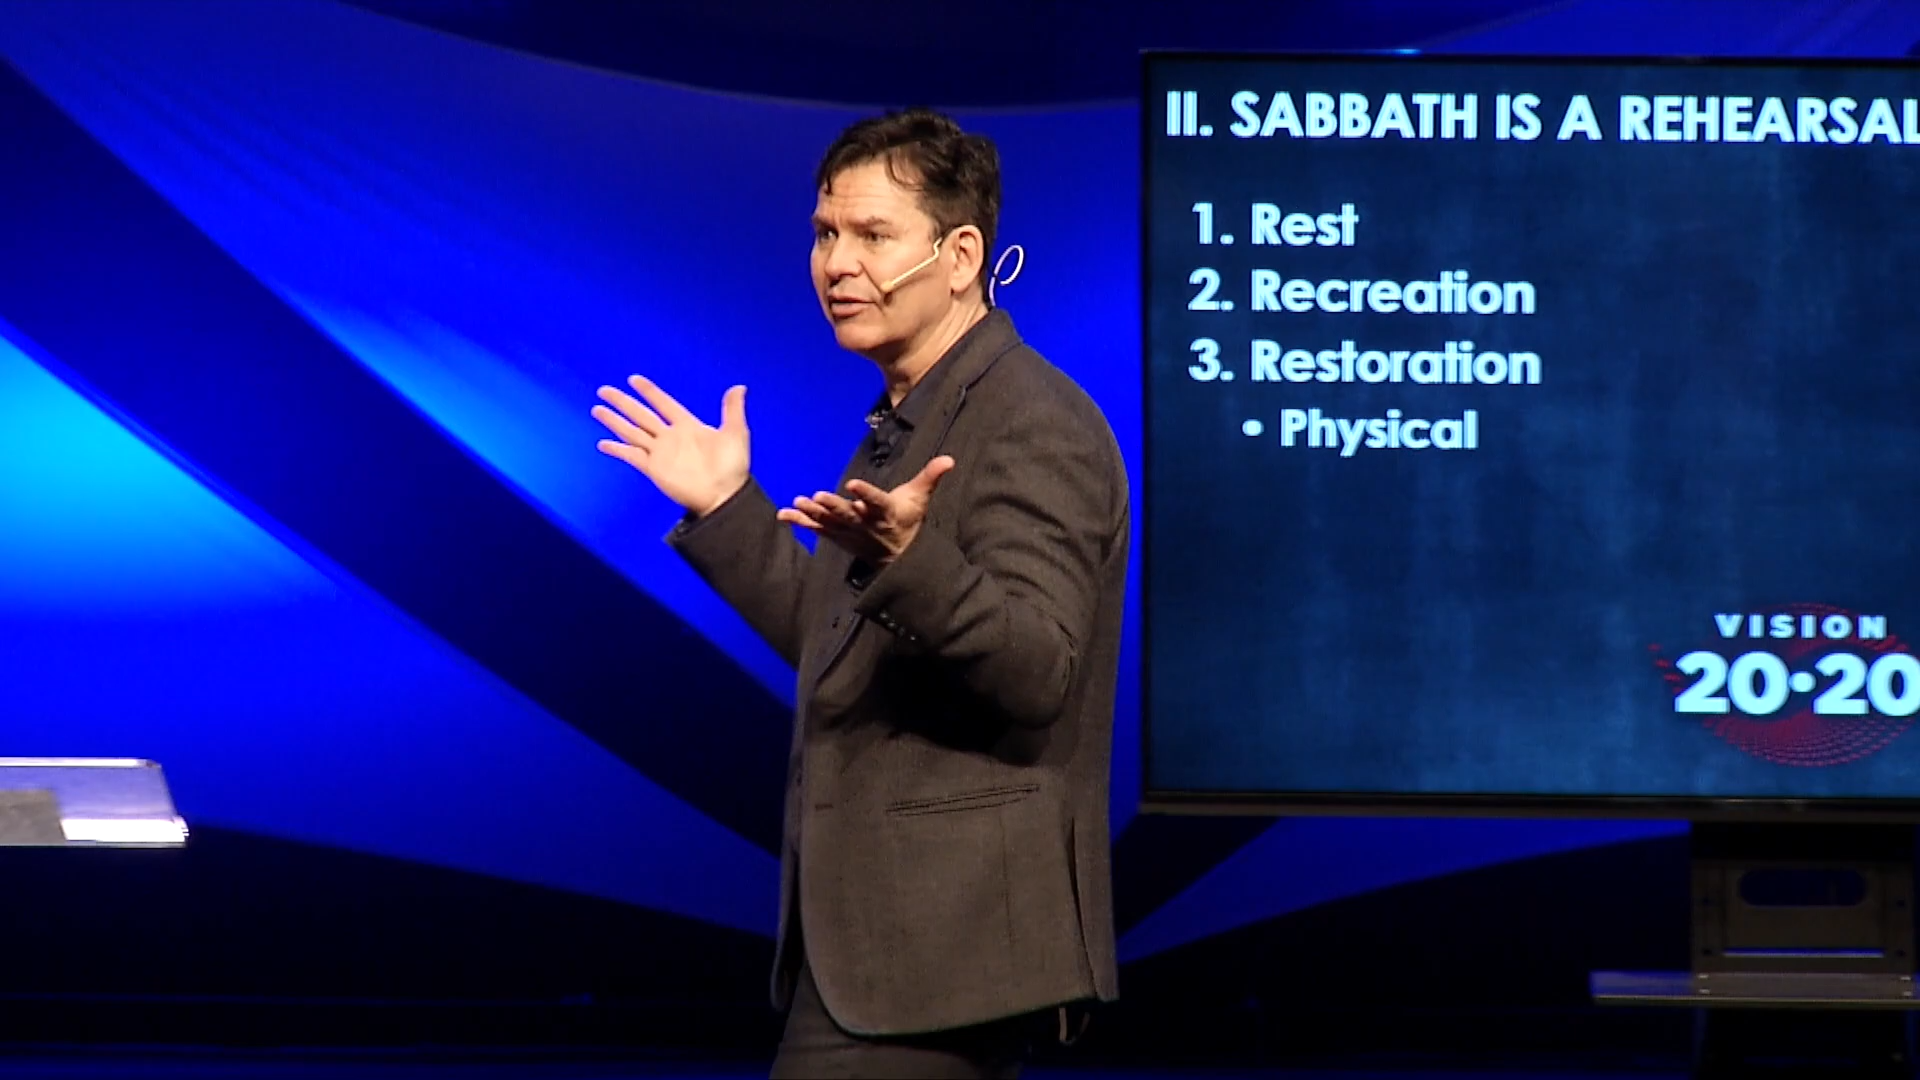 II. SABBATH IS A REHEARSAL
1. Rest
2. Recreation
3. Restoration
• Physical
VISION
20•20